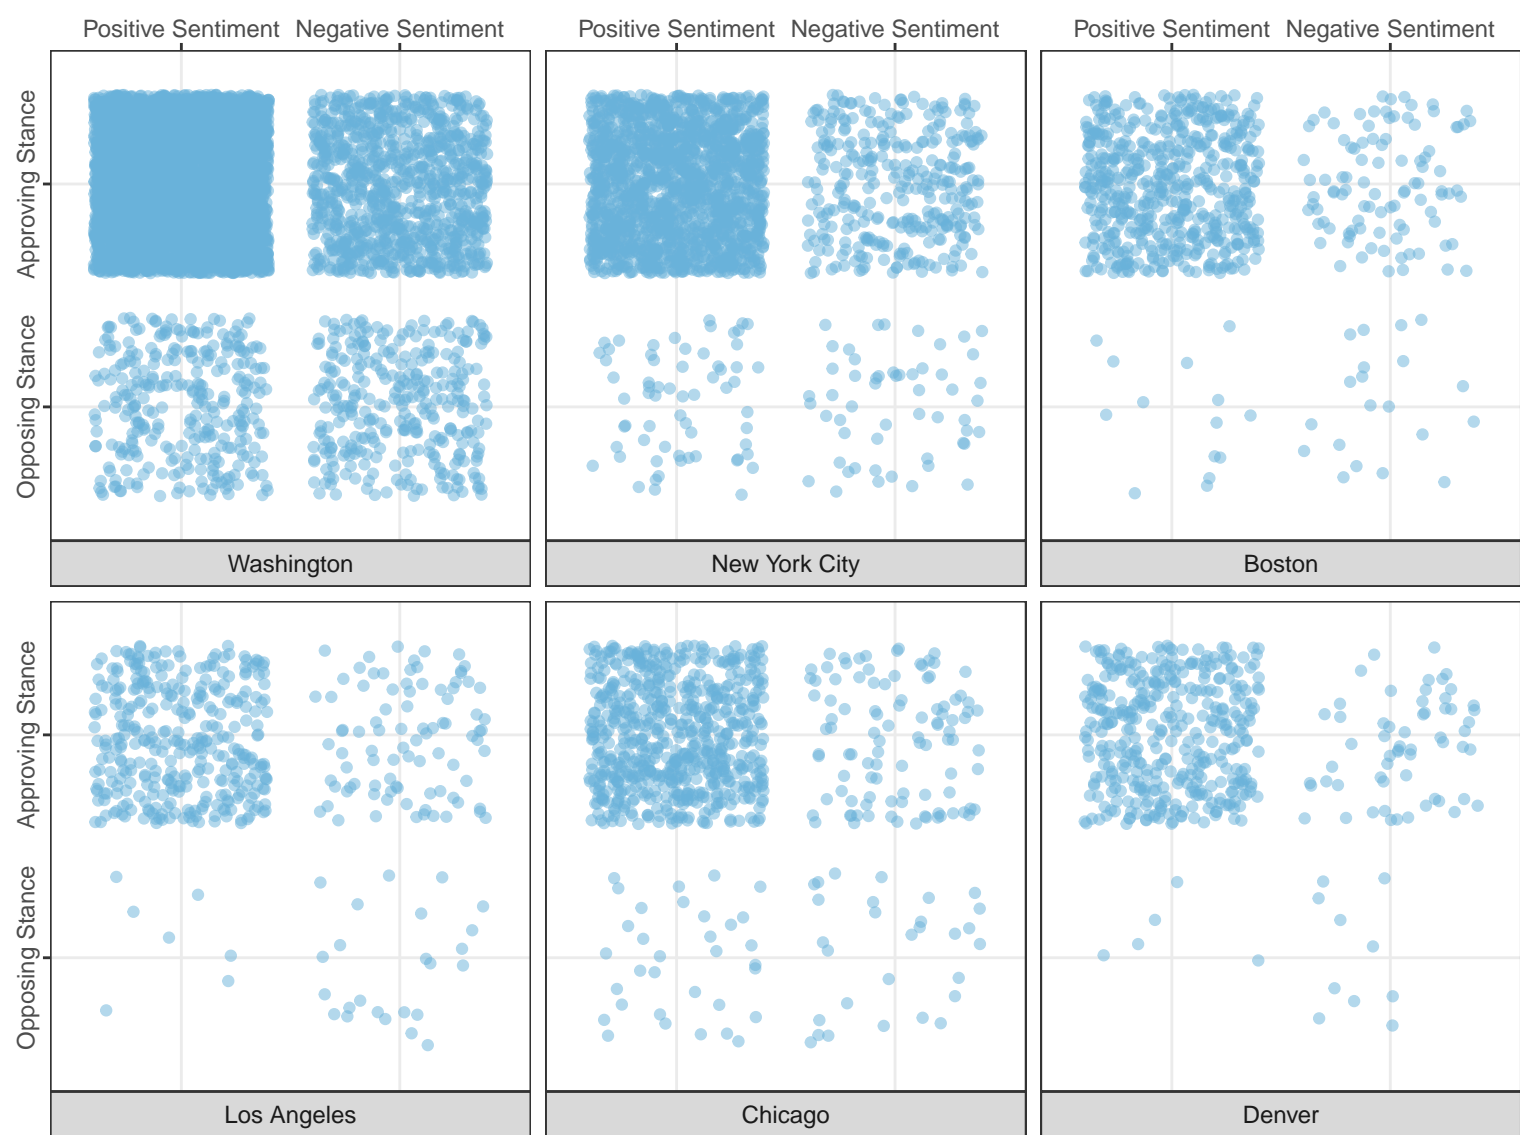 Positive Sentiment Negative Sentiment Positive Sentiment Negative Sentiment Positive Sentiment Negative Sentiment
Approving Stance
Opposing Stance
Washington New York City Boston
Approving Stance
Opposing Stance
Los Angeles Chicago Denver